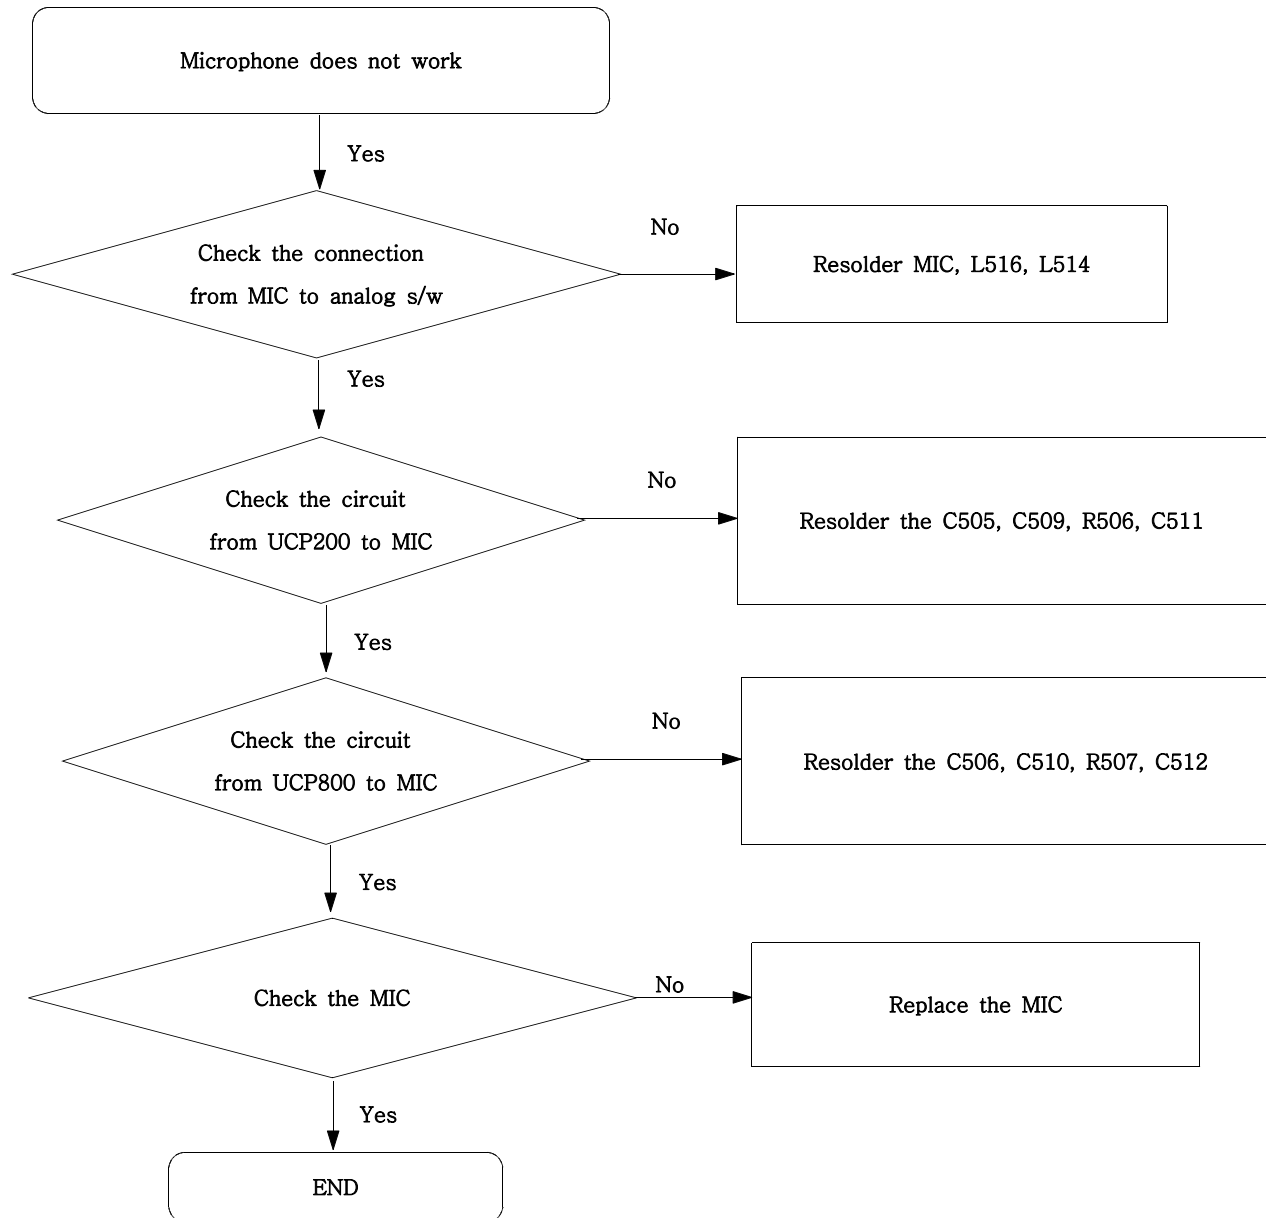 Microphone does not work
Yes
Check the connection
from MIC to analog s/w
No
Resolder MIC, L516, L514
Yes
Check the circuit
from UCP200 to MIC
No
Resolder the C505, C509, R506, C511
Yes
Check the circuit
from UCP800 to MIC
No
Resolder the C506, C510, R507, C512
Yes
Check the MIC
No
Replace the MIC
Yes
END